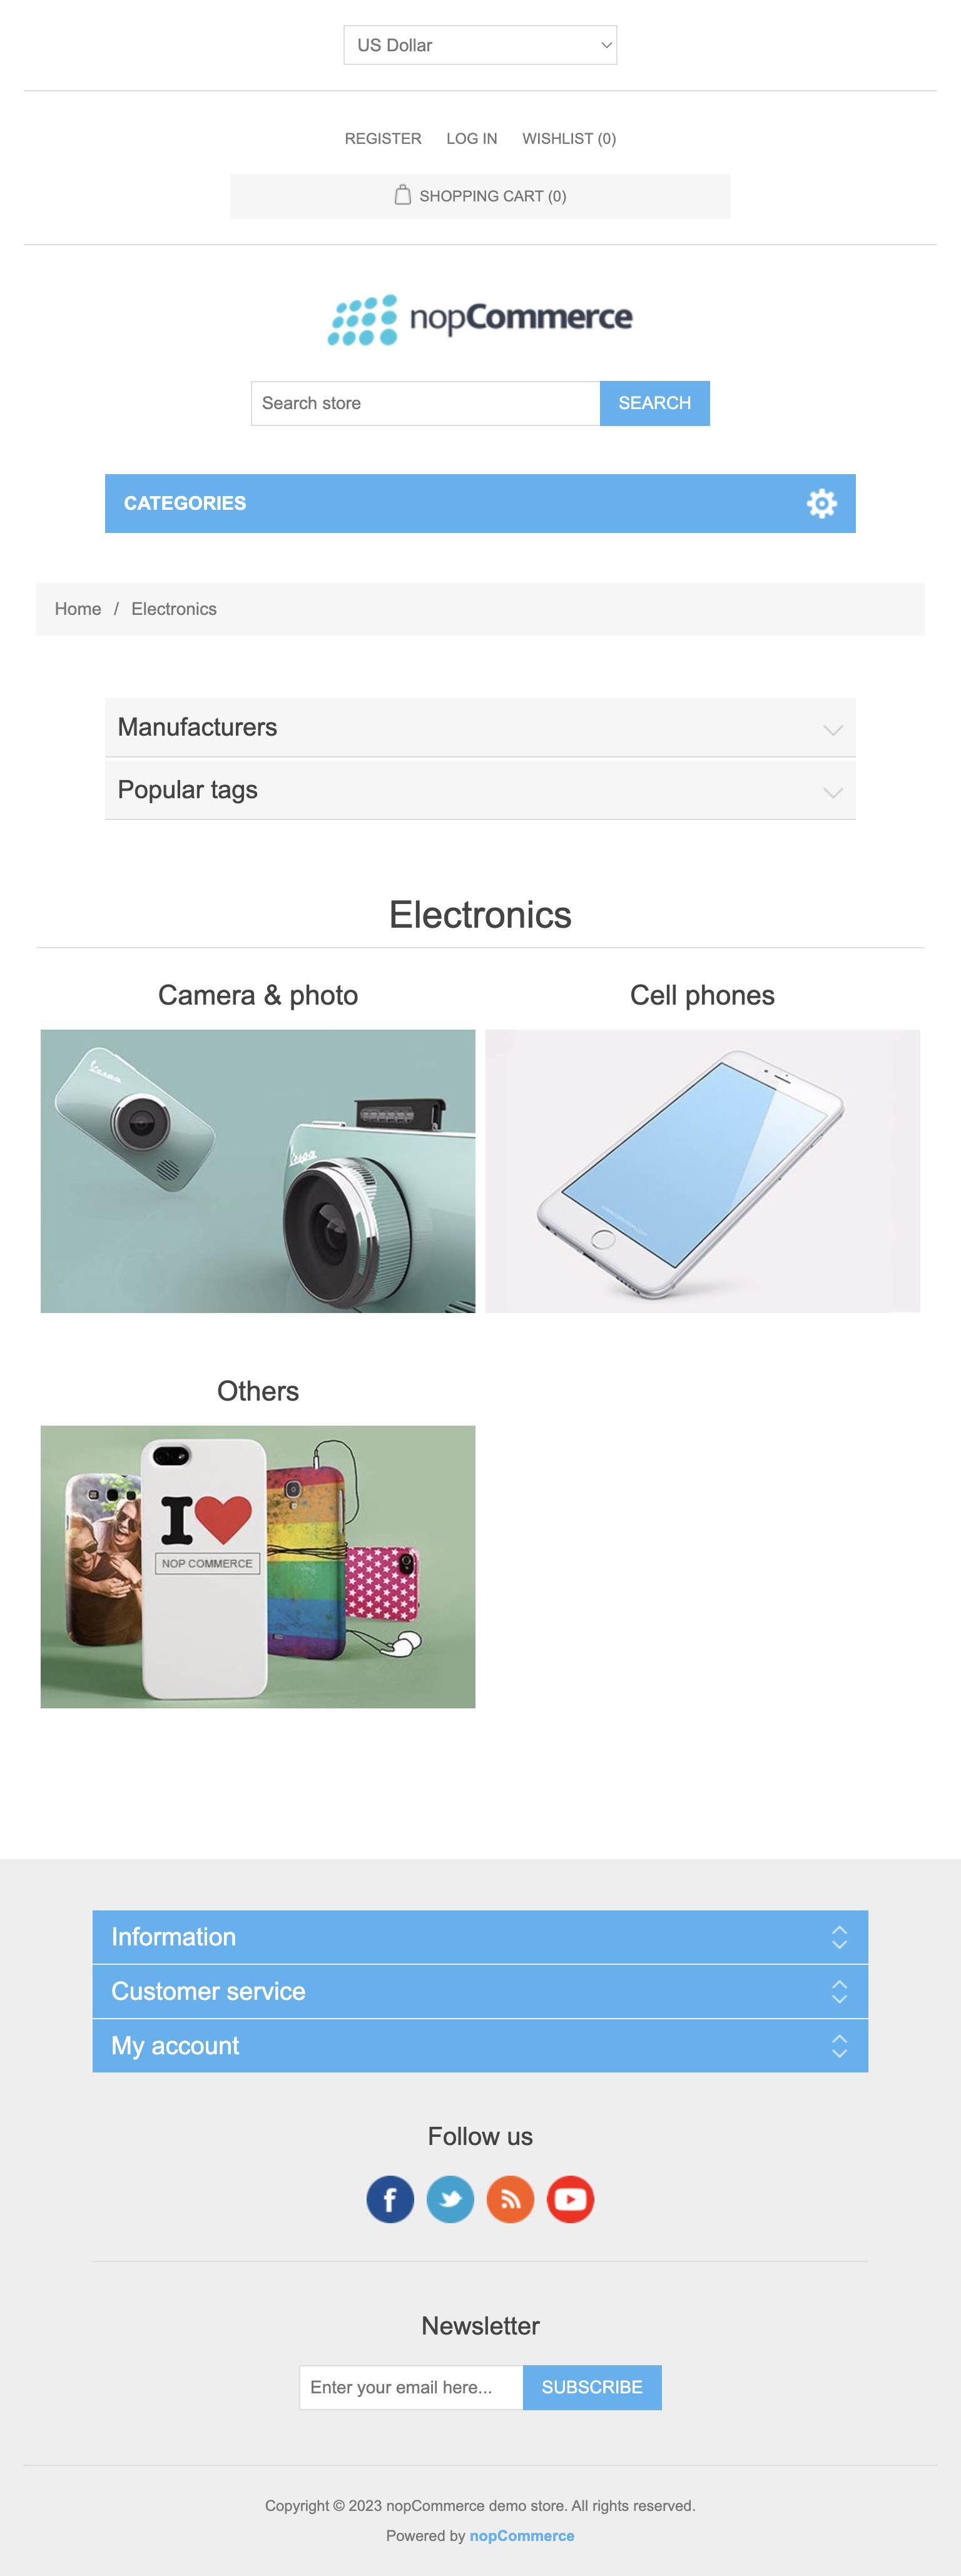 US Dollar
REGISTER LOG IN WISHLIST (0)
SHOPPING CART (0)
nopCommerce
Search store SEARCH
CATEGORIES
Home / Electronics
Manufacturers
Popular tags
Electronics
Camera & photo Cell phones
Vespa
Vespa
Others
I
NOP COMMERCE
Information
Customer service
My account
Follow us
f
Newsletter
Enter your email here... SUBSCRIBE
Copyright © 2023 nopCommerce demo store. All rights reserved.
Powered by nopCommerce